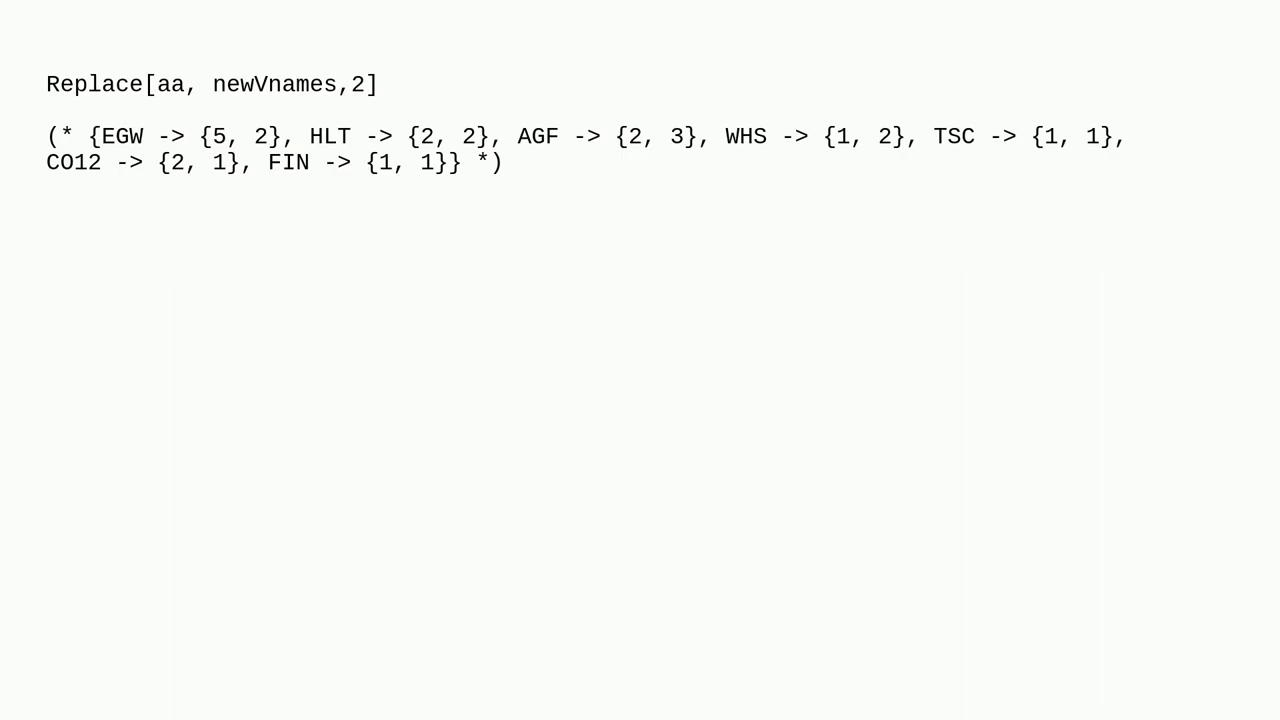 Replace[aa, newVnames,2]
(* {EGW -> {5, 2}, HLT -> {2, 2}, AGF -> {2, 3}, WHS -> {1, 2}, TSC -> {1, 1},
CO12 -> {2, 1}, FIN -> {1, 1}} *)